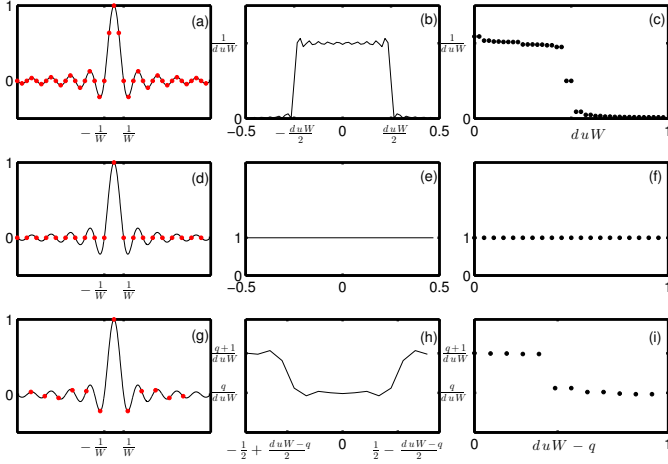 1 (a) (b) (c)
1/duW 1/duW
0 0 0
-1/W 1/W -0.5 -duW/2 0 duW/2 0.5 0 duW 1
1 (d) (e) (f)
0 1 1
0 0
-1/W 1/W -0.5 0 0.5 0 1
1 (g) (h) (i)
q+1/duW q+1/duW
0 q/duW q/duW
0
-1/W 1/W -1/2 + duW-q/2 0 1/2 - duW-q/2 0 duW - q 1